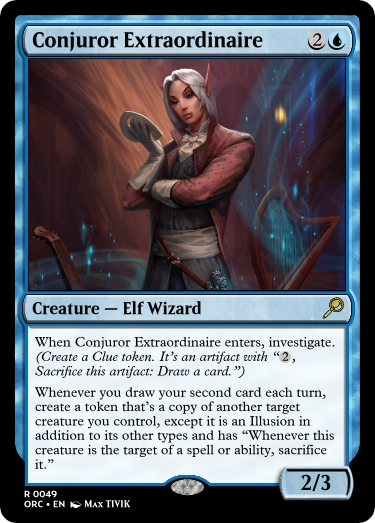 Conjuror Extraordinaire 2
Creature — Elf Wizard
When Conjuror Extraordinaire enters, investigate.
(Create a Clue token. It's an artifact with “2,
Sacrifice this artifact: Draw a card.”)
Whenever you draw your second card each turn,
create a token that's a copy of another target
creature you control, except it is an Illusion in
addition to its other types and has “Whenever this
creature is the target of a spell or ability, sacrifice
it.”
2/3
R 0049
ORC • EN Max TIVIK